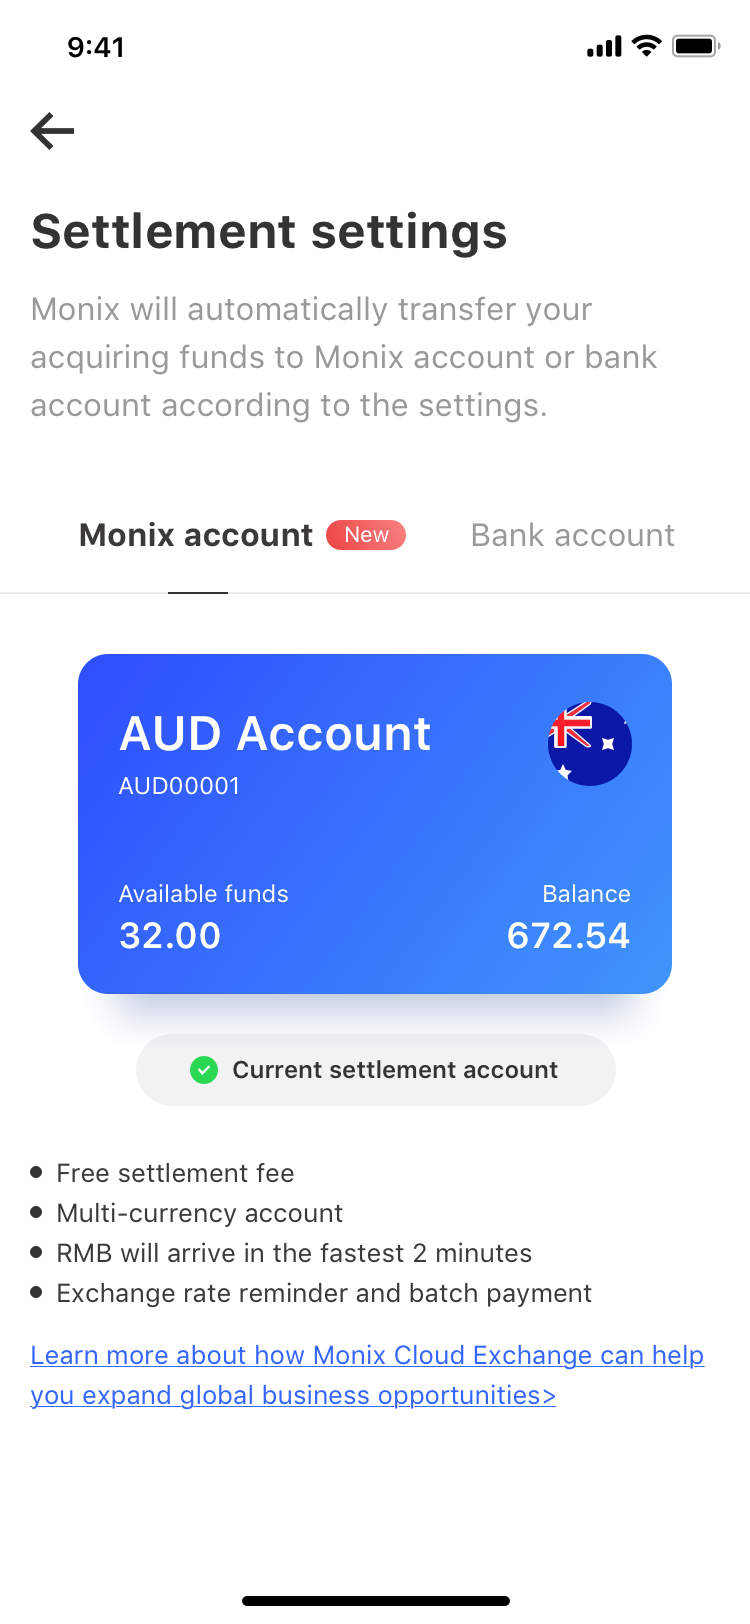 9:41
Settlement settings
Monix will automatically transfer your
acquiring funds to Monix account or bank
account according to the settings.
Monix account New Bank account
AUD Account
AUD00001
Available funds Balance
32.00 672.54
Current settlement account
Free settlement fee
Multi-currency account
RMB will arrive in the fastest 2 minutes
Exchange rate reminder and batch payment
Learn more about how Monix Cloud Exchange can help
you expand global business opportunities>